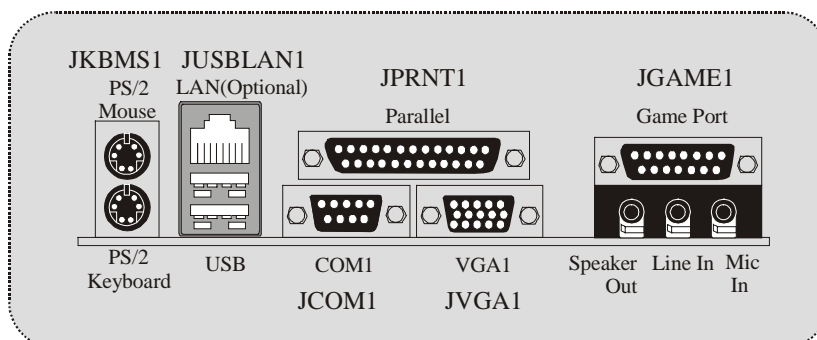 JKBMS1
PS/2
Mouse
JUSBLAN1
LAN(Optional)
JPRNT1
Parallel
JGAME1
Game Port
PS/2
Keyboard
USB
COM1
JCOM1
VGA1
JVGA1
Speaker
Out
Line In
Mic
In